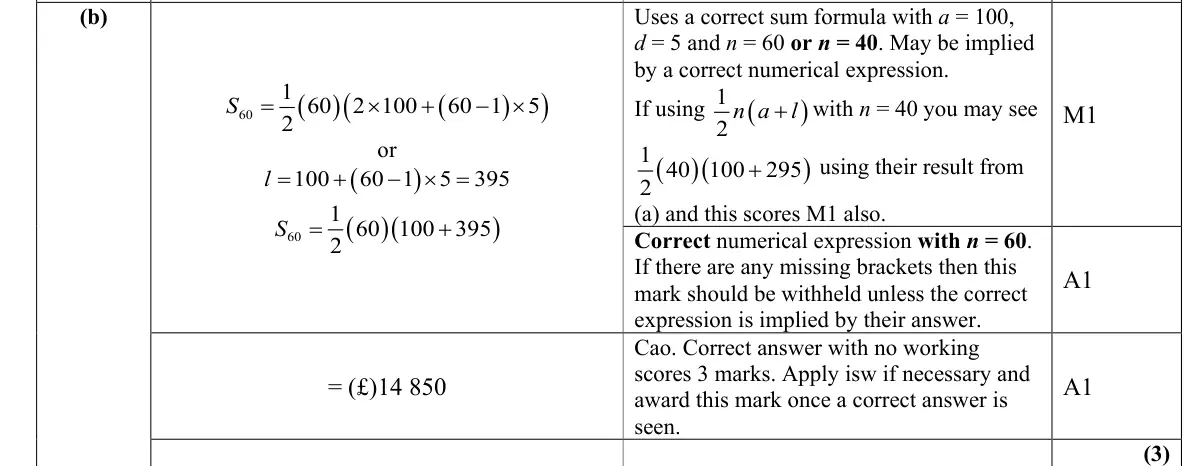 (b)
S₆₀ = 1/2 (60)(2×100+(60−1)×5)
or
l = 100+(60−1)×5 = 395
S₆₀ = 1/2 (60)(100+395)
Uses a correct sum formula with a = 100,
d = 5 and n = 60 or n = 40. May be implied
by a correct numerical expression.
If using 1/2 n(a+l) with n = 40 you may see
1/2 (40)(100+295) using their result from
(a) and this scores M1 also.
M1
Correct numerical expression with n = 60.
If there are any missing brackets then this
mark should be withheld unless the correct
expression is implied by their answer.
A1
= (£)14 850
Cao. Correct answer with no working
scores 3 marks. Apply isw if necessary and
award this mark once a correct answer is
seen.
A1
(3)